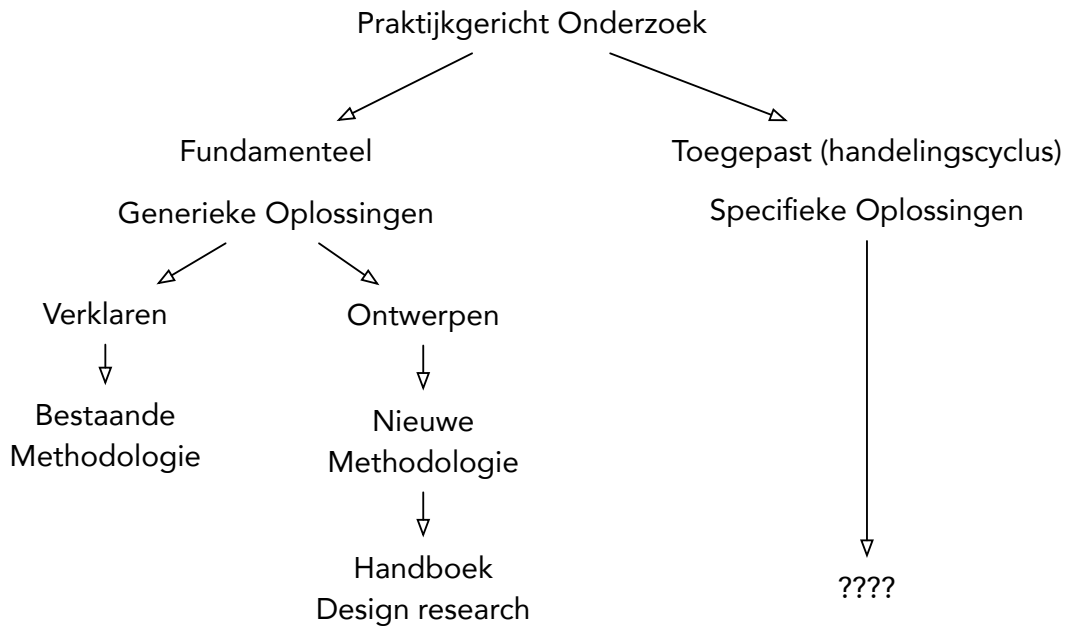 Praktijkgericht Onderzoek
Fundamenteel
Toegepast (handelingscyclus)
Generieke Oplossingen
Specifieke Oplossingen
Verklaren
Ontwerpen
Bestaande
Methodologie
Nieuwe
Methodologie
Handboek
Design research
????